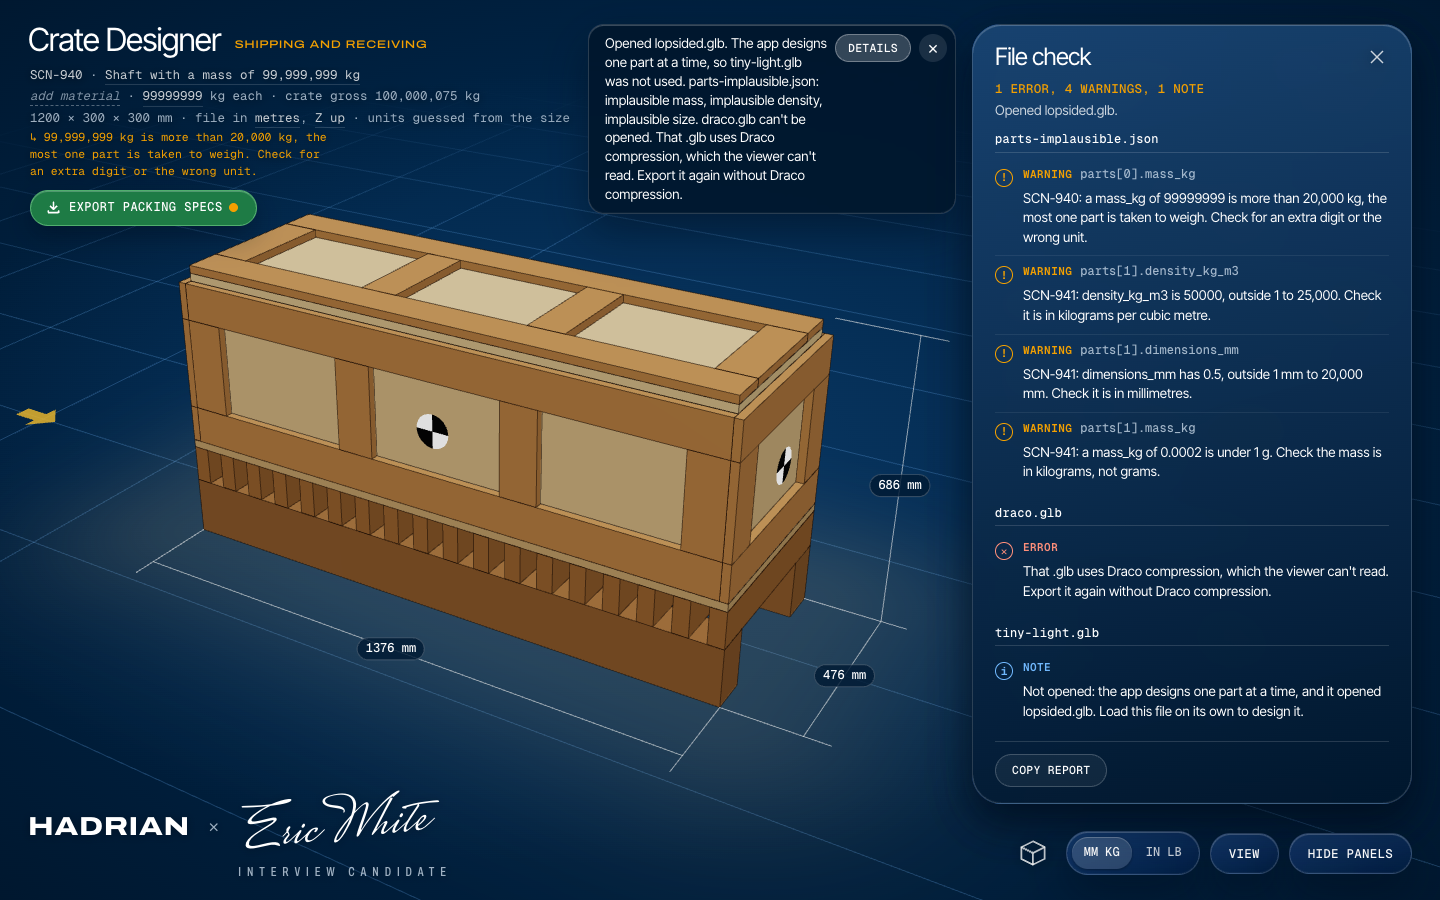 Crate Designer SHIPPING AND RECEIVING
SCN-940 · Shaft with a mass of 99,999,999 kg
add material · 99999999 kg each · crate gross 100,000,075 kg
1200 × 300 × 300 mm · file in metres, Z up · units guessed from the size
↳ 99,999,999 kg is more than 20,000 kg, the
most one part is taken to weigh. Check for
an extra digit or the wrong unit.
EXPORT PACKING SPECS
Opened lopsided.glb. The app designs
one part at a time, so tiny-light.glb
was not used. parts-implausible.json:
implausible mass, implausible density,
implausible size. draco.glb can't be
opened. That .glb uses Draco
compression, which the viewer can't
read. Export it again without Draco
compression.
DETAILS
×
File check
×
1 ERROR, 4 WARNINGS, 1 NOTE
Opened lopsided.glb.
parts-implausible.json
! WARNING parts[0].mass_kg
SCN-940: a mass_kg of 99999999 is more than 20,000 kg, the
most one part is taken to weigh. Check for an extra digit or the
wrong unit.
! WARNING parts[1].density_kg_m3
SCN-941: density_kg_m3 is 50000, outside 1 to 25,000. Check
it is in kilograms per cubic metre.
! WARNING parts[1].dimensions_mm
SCN-941: dimensions_mm has 0.5, outside 1 mm to 20,000
mm. Check it is in millimetres.
! WARNING parts[1].mass_kg
SCN-941: a mass_kg of 0.0002 is under 1 g. Check the mass is
in kilograms, not grams.
draco.glb
× ERROR
That .glb uses Draco compression, which the viewer can't read.
Export it again without Draco compression.
tiny-light.glb
i NOTE
Not opened: the app designs one part at a time, and it opened
lopsided.glb. Load this file on its own to design it.
COPY REPORT
686 mm
1376 mm
476 mm
HADRIAN × Eric White
INTERVIEW CANDIDATE
MM KG IN LB VIEW HIDE PANELS